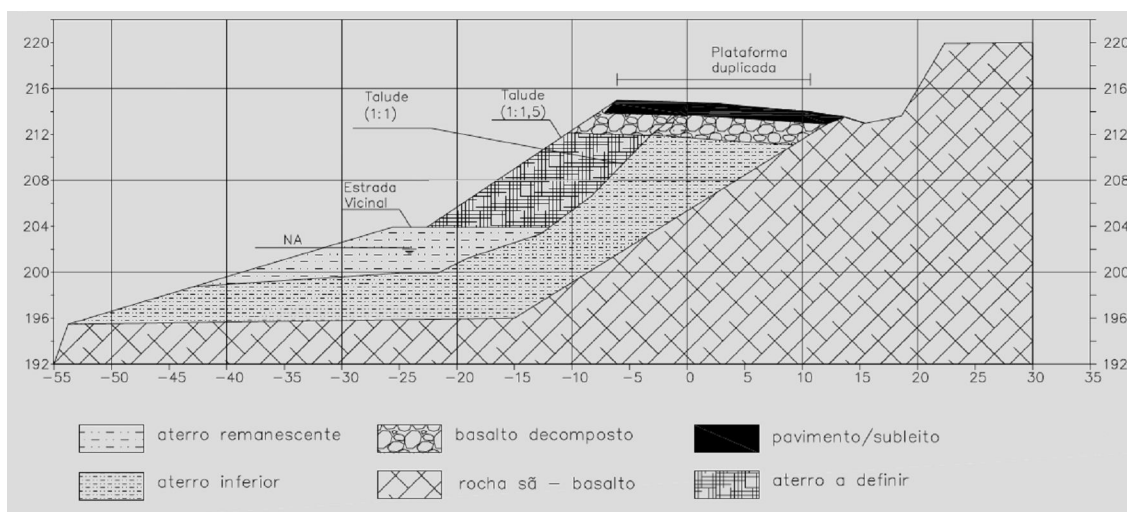 Plataforma
duplicada
Talude
(1:1)
Talude
(1:1,5)
Estrada
Vicinal
NA
220
216
212
208
204
200
196
192
220
216
212
208
204
200
196
192
-55 -50 -45 -40 -35 -30 -25 -20 -15 -10 -5 0 5 10 15 20 25 30 35
aterro remanescente
basalto decomposto
pavimento/subleito
aterro inferior
rocha sã - basalto
aterro a definir